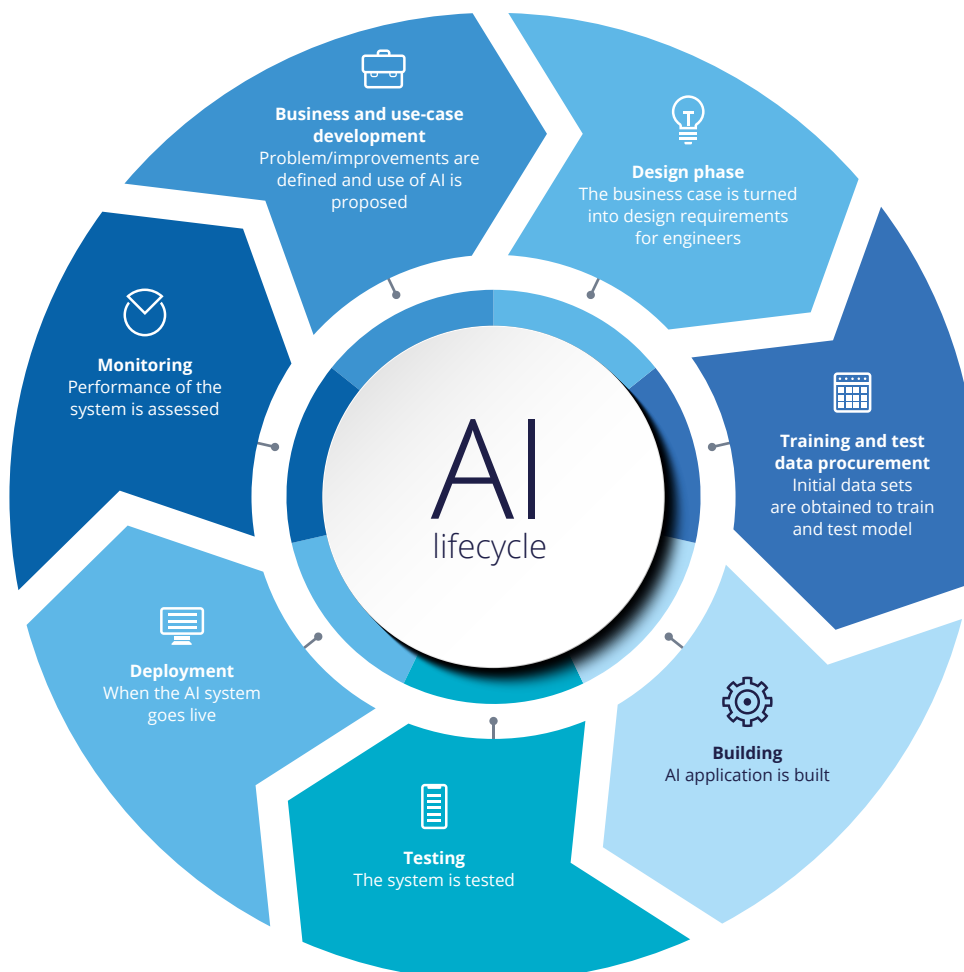 Business and use-case
development
Problem/improvements are
defined and use of AI is
proposed
Design phase
The business case is turned
into design requirements
for engineers
Training and test
data procurement
Initial data sets
are obtained to train
and test model
Building
AI application is built
Testing
The system is tested
Deployment
When the AI system
goes live
Monitoring
Performance of the
system is assessed
AI
lifecycle